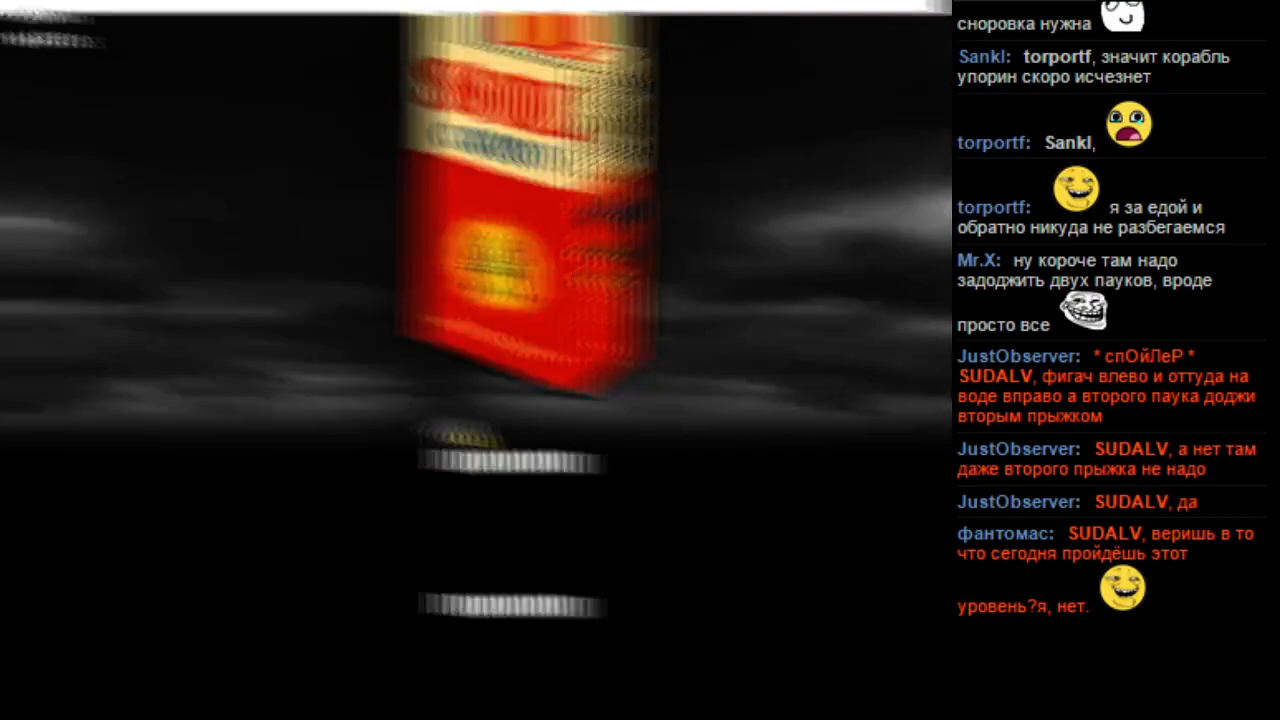 сноровка нужна
Sankl: torportf, значит корабль
упорин скоро исчезнет
torportf: Sankl,
torportf: я за едой и
обратно никуда не разбегаемся
Mr.X: ну короче там надо
задоджить двух пауков, вроде
просто все
JustObserver: * спОйЛеР *
SUDALV, фигач влево и оттуда на
воде вправо а второго паука доджи
вторым прыжком
JustObserver: SUDALV, а нет там
даже второго прыжка не надо
JustObserver: SUDALV, да
фантомас: SUDALV, веришь в то
что сегодня пройдёшь этот
уровень?я, нет.